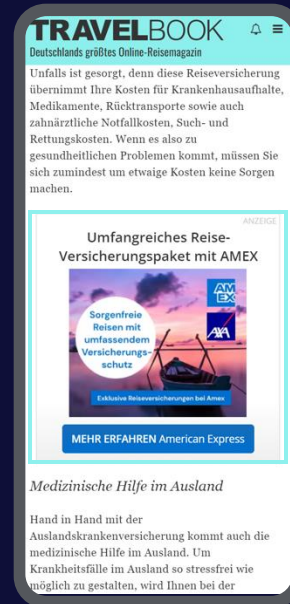 TRAVELBOOK
Deutschlands größtes Online-Reisemagazin
Unfalls ist gesorgt, denn diese Reiseversicherung
übernimmt Ihre Kosten für Krankenhausaufhalte,
Medikamente, Rücktransporte sowie auch
zahnärztliche Notfallkosten, Such- und
Rettungskosten. Wenn es also zu
gesundheitlichen Problemen kommt, müssen Sie
sich zumindest um etwaige Kosten keine Sorgen
machen.
ANZEIGE
Umfangreiches Reise-
Versicherungspaket mit AMEX
Sorgenfreie
Reisen mit
umfassendem
Versicherungs-
schutz
AM
EX
AXA
Exklusive Reiseversicherungen bei Amex
MEHR ERFAHREN American Express
Medizinische Hilfe im Ausland
Hand in Hand mit der
Auslandskrankenversicherung kommt auch die
medizinische Hilfe im Ausland. Um
Krankheitsfälle im Ausland so stressfrei wie
möglich zu gestalten, wird Ihnen bei der